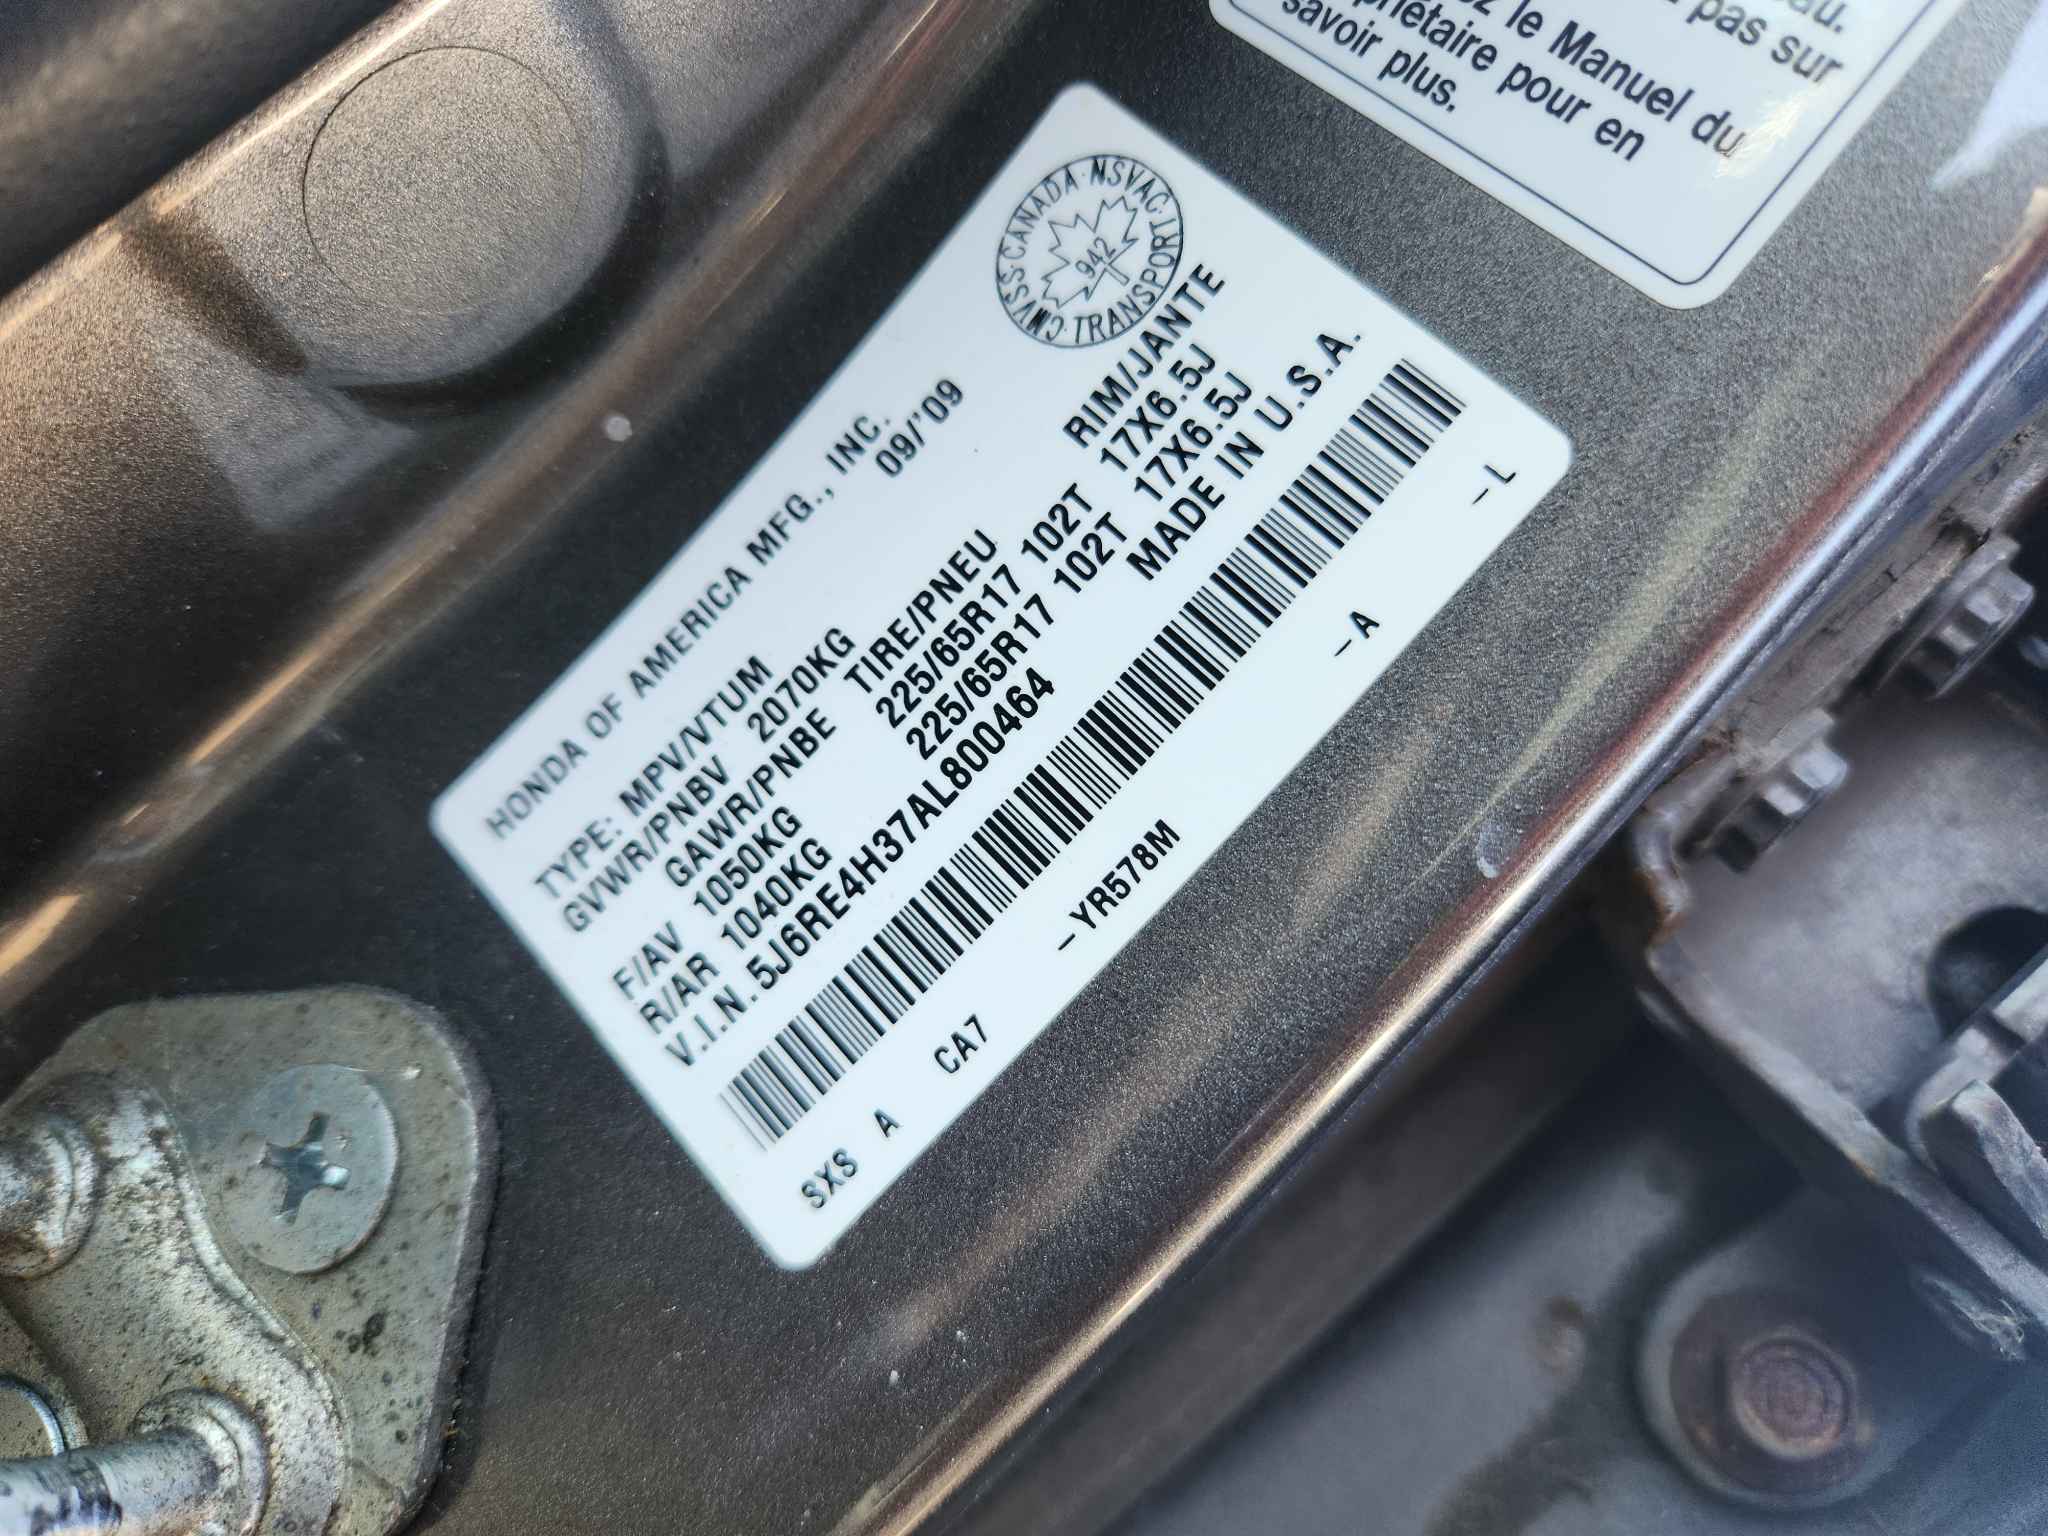 au.
pas sur
z le Manuel du
priétaire pour en
savoir plus.
HONDA OF AMERICA MFG., INC.
09/'09
CANADA · NSVAC · TRANSPORT · CMVSS
942
TYPE: MPV/VTUM
GVWR/PNBV 2070KG
GAWR/PNBE TIRE/PNEU RIM/JANTE
F/AV 1050KG 225/65R17 102T 17X6.5J
R/AR 1040KG 225/65R17 102T 17X6.5J
V.I.N.5J6RE4H37AL800464 MADE IN U.S.A.
SXS A CA7 -YR578M -A -L